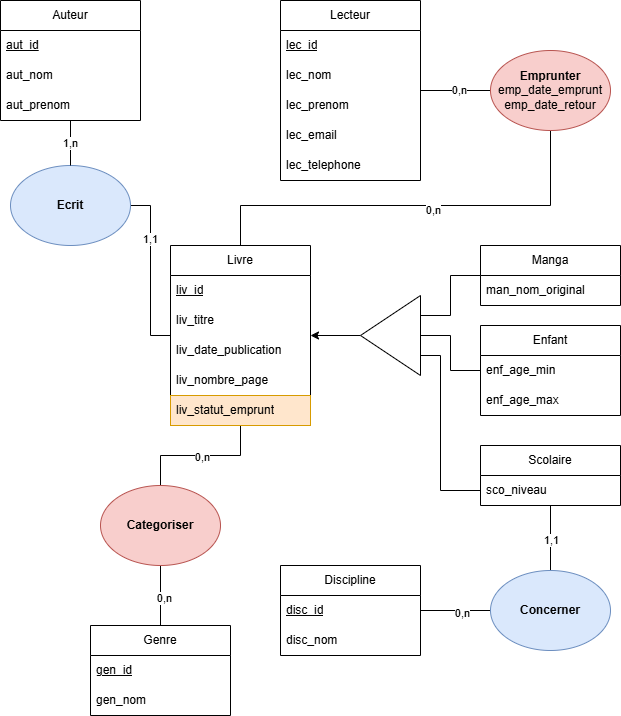 Auteur
aut_id
aut_nom
aut_prenom
1,n
Ecrit
1,1
Lecteur
lec_id
lec_nom
lec_prenom
lec_email
lec_telephone
0,n
Emprunter
emp_date_emprunt
emp_date_retour
0,n
Livre
liv_id
liv_titre
liv_date_publication
liv_nombre_page
liv_statut_emprunt
Manga
man_nom_original
Enfant
enf_age_min
enf_age_max
Scolaire
sco_niveau
1,1
0,n
Categoriser
0,n
Genre
gen_id
gen_nom
Discipline
disc_id
disc_nom
0,n
Concerner